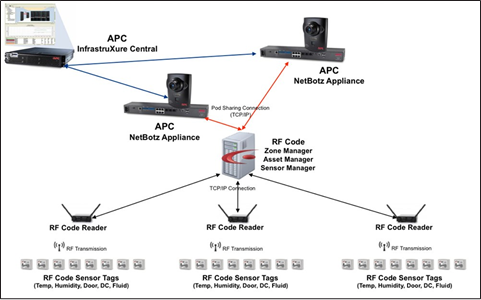 APC
InfrastruXure Central
APC
NetBotz Appliance
APC
NetBotz Appliance
Pod Sharing Connection
(TCP/IP)
RF Code
Zone Manager
Asset Manager
Sensor Manager
TCP/IP Connection
RF Code Reader
RF Code Reader
RF Code Reader
RF Transmission
RF Transmission
RF Transmission
RF Code Sensor Tags
(Temp, Humidity, Door, DC, Fluid)
RF Code Sensor Tags
(Temp, Humidity, Door, DC, Fluid)
RF Code Sensor Tags
(Temp, Humidity, Door, DC, Fluid)